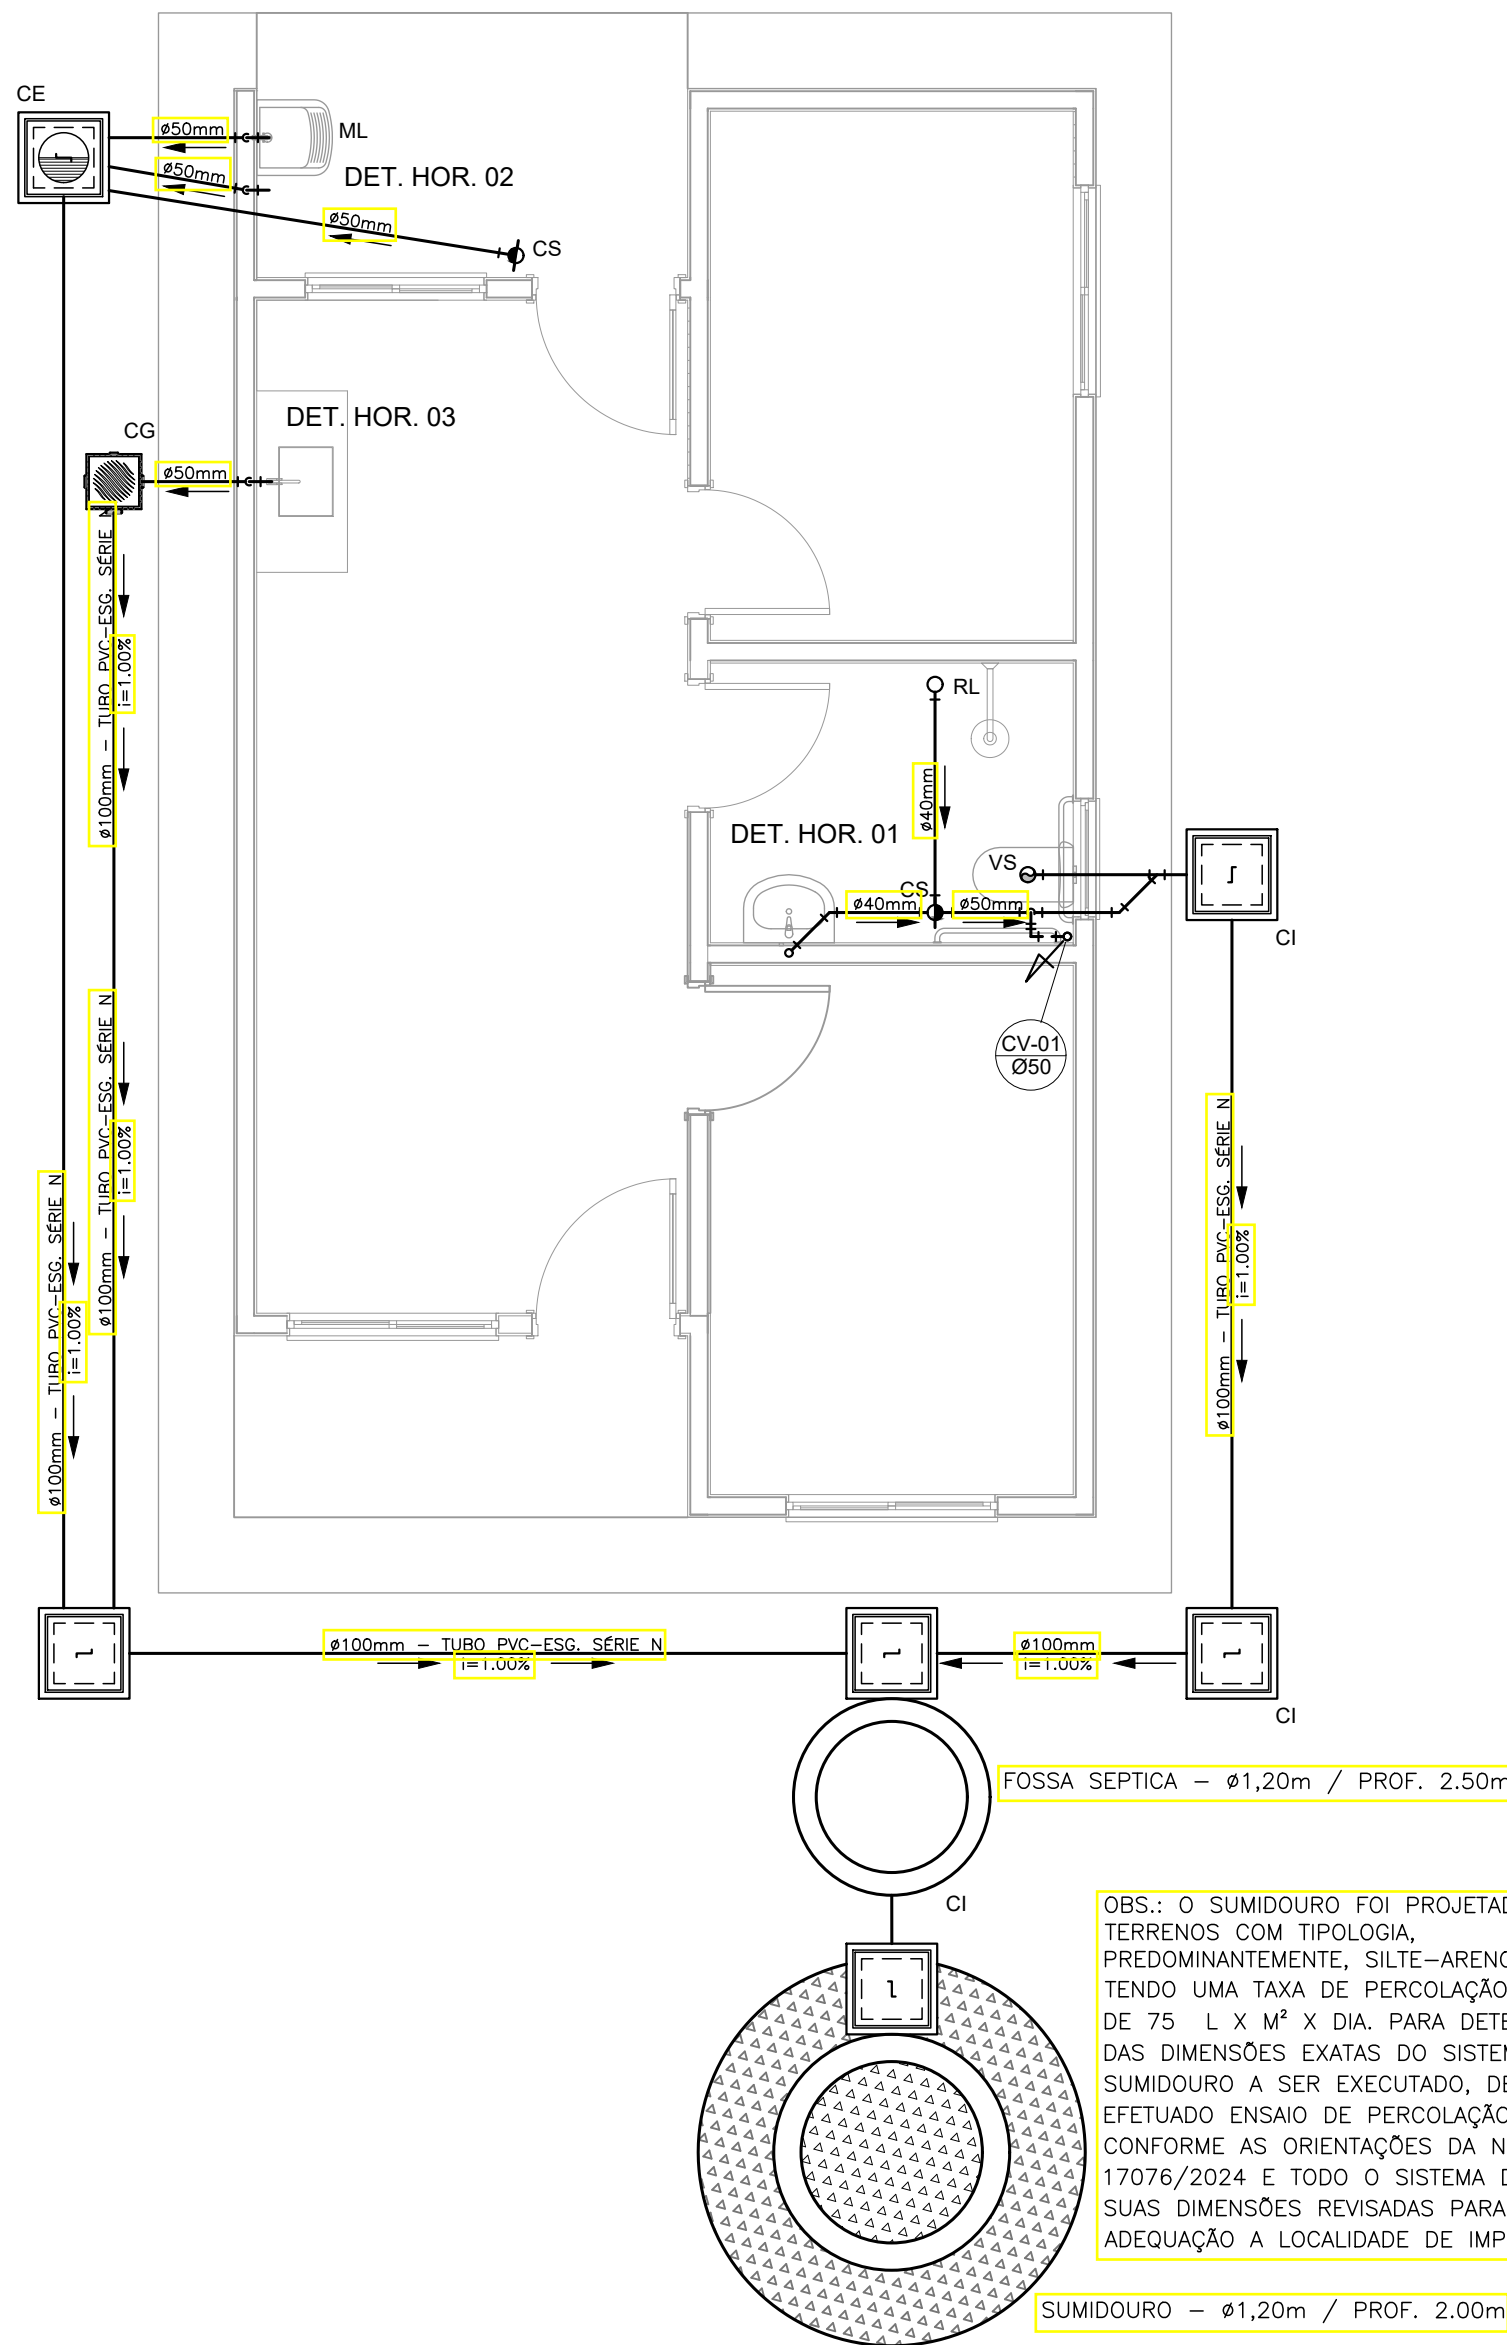 CE
ø50mm
ML
ø50mm
DET. HOR. 02
ø50mm
CS
DET. HOR. 03
CG
ø50mm
ø100mm – TUBO PVC–ESG. SÉRIE N
i=1.00%
RL
ø40mm
DET. HOR. 01
VS
CS
ø40mm
ø50mm
CI
CV-01
Ø50
ø100mm – TUBO PVC–ESG. SÉRIE N
i=1.00%
ø100mm – TUBO PVC–ESG. SÉRIE N
i=1.00%
ø100mm – TUBO PVC–ESG. SÉRIE N
i=1.00%
ø100mm – TUBO PVC–ESG. SÉRIE N
i=1.00%
ø100mm
i=1.00%
CI
FOSSA SEPTICA – ø1,20m / PROF. 2.50m
CI
OBS.: O SUMIDOURO FOI PROJETAD
TERRENOS COM TIPOLOGIA,
PREDOMINANTEMENTE, SILTE–ARENO
TENDO UMA TAXA DE PERCOLAÇÃO
DE 75 L X M² X DIA. PARA DETE
DAS DIMENSÕES EXATAS DO SISTEM
SUMIDOURO A SER EXECUTADO, DE
EFETUADO ENSAIO DE PERCOLAÇÃO
CONFORME AS ORIENTAÇÕES DA N
17076/2024 E TODO O SISTEMA D
SUAS DIMENSÕES REVISADAS PARA
ADEQUAÇÃO A LOCALIDADE DE IMP
SUMIDOURO – ø1,20m / PROF. 2.00m